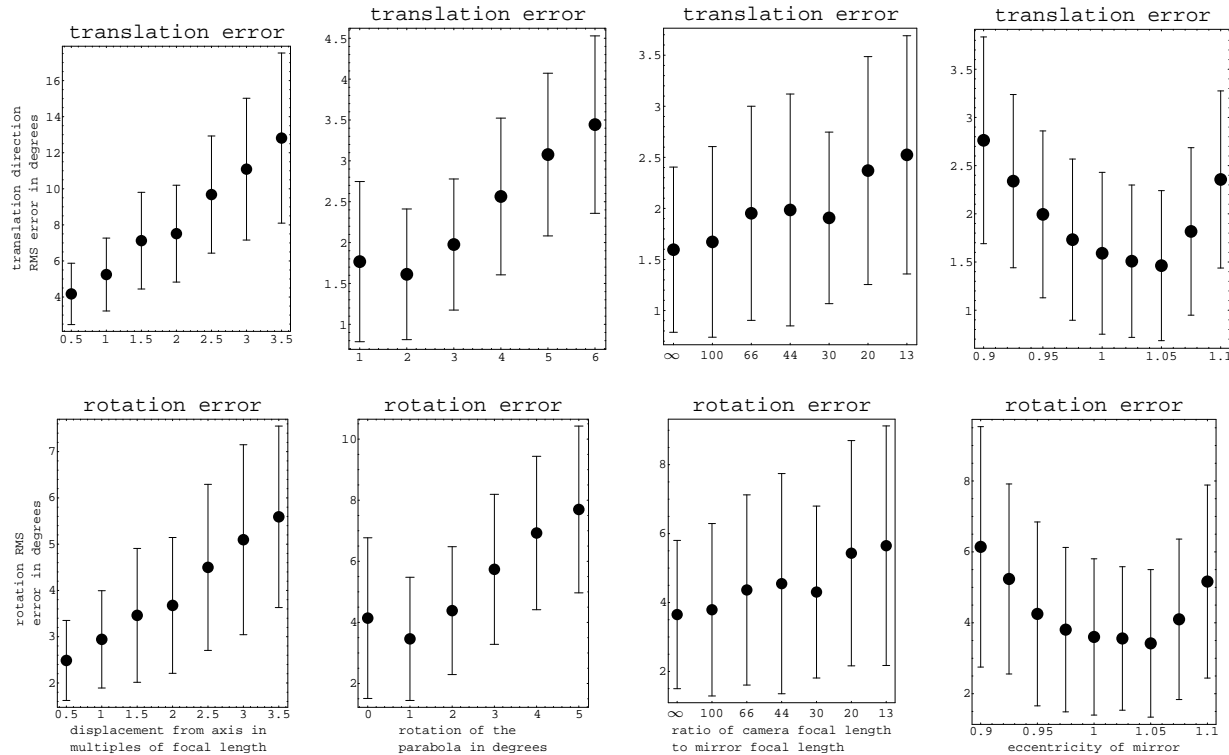 translation error
translation error
translation error
translation error
translation direction
RMS error in degrees
16
14
12
10
8
6
4
0.5 1 1.5 2 2.5 3 3.5
4.5
4
3.5
3
2.5
2
1.5
1
1 2 3 4 5 6
3.5
3
2.5
2
1.5
1
∞ 100 66 44 30 20 13
3.5
3
2.5
2
1.5
1
0.9 0.95 1 1.05 1.1
rotation error
rotation error
rotation error
rotation error
rotation RMS
error in degrees
7
6
5
4
3
2
0.5 1 1.5 2 2.5 3 3.5
displacement from axis in
multiples of focal length
10
8
6
4
2
0 1 2 3 4 5
rotation of the
parabola in degrees
8
6
4
2
∞ 100 66 44 30 20 13
ratio of camera focal length
to mirror focal length
8
6
4
2
0.9 0.95 1 1.05 1.1
eccentricity of mirror